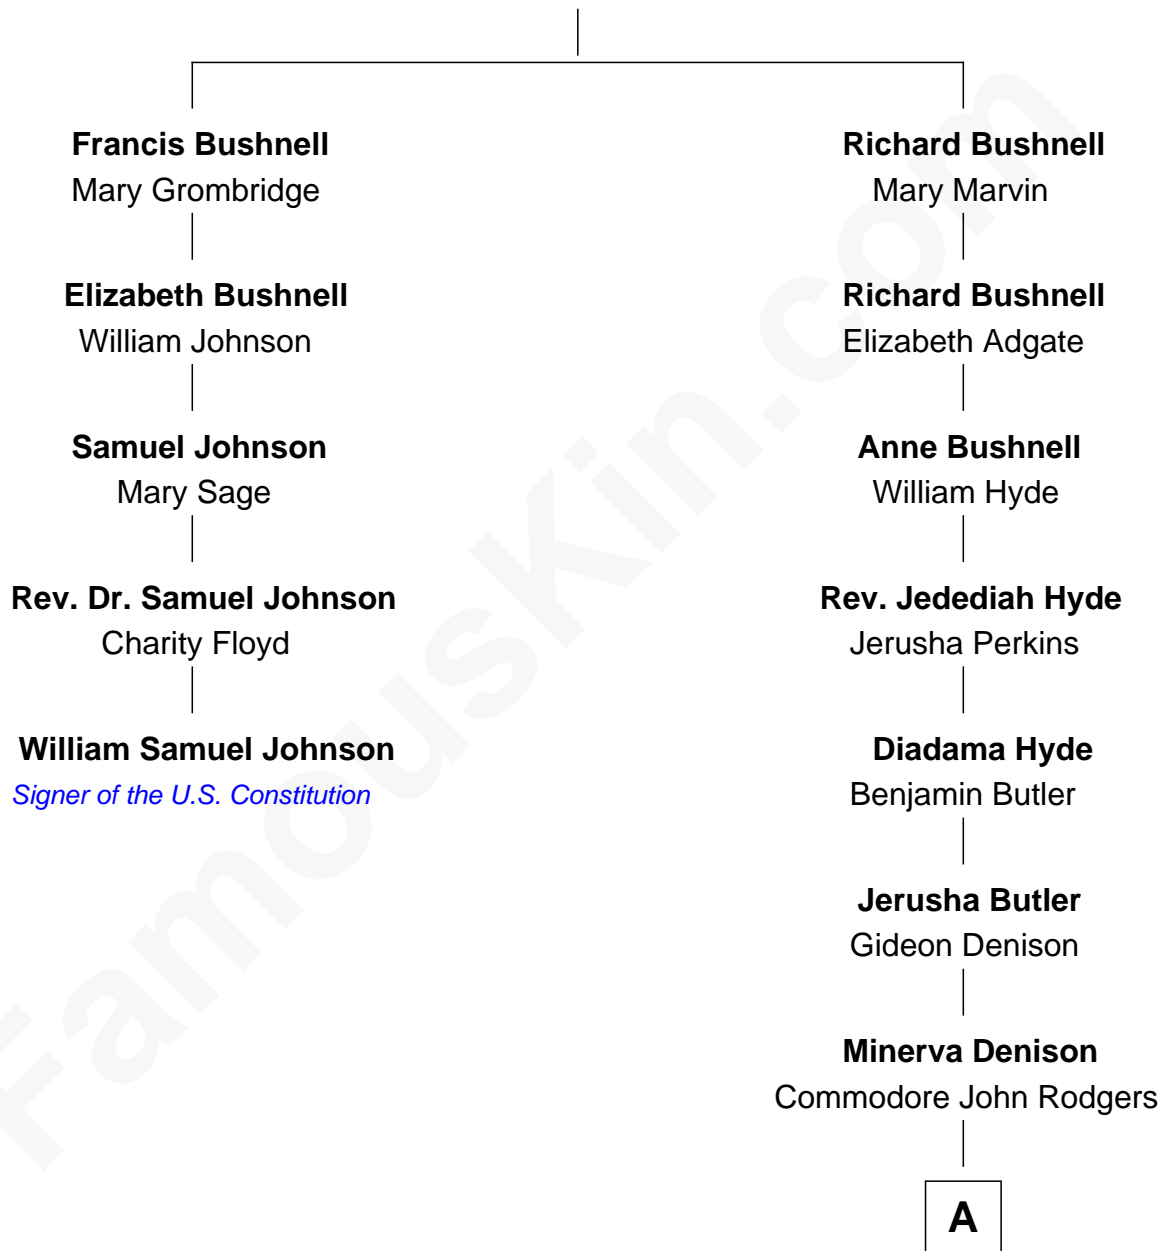 Francis Bushnell
Mary Grombridge
Elizabeth Bushnell
William Johnson
Samuel Johnson
Mary Sage
Rev. Dr. Samuel Johnson
Charity Floyd
William Samuel Johnson
Signer of the U.S. Constitution
Richard Bushnell
Mary Marvin
Richard Bushnell
Elizabeth Adgate
Anne Bushnell
William Hyde
Rev. Jedediah Hyde
Jerusha Perkins
Diadama Hyde
Benjamin Butler
Jerusha Butler
Gideon Denison
Minerva Denison
Commodore John Rodgers
A
FamousKin.com